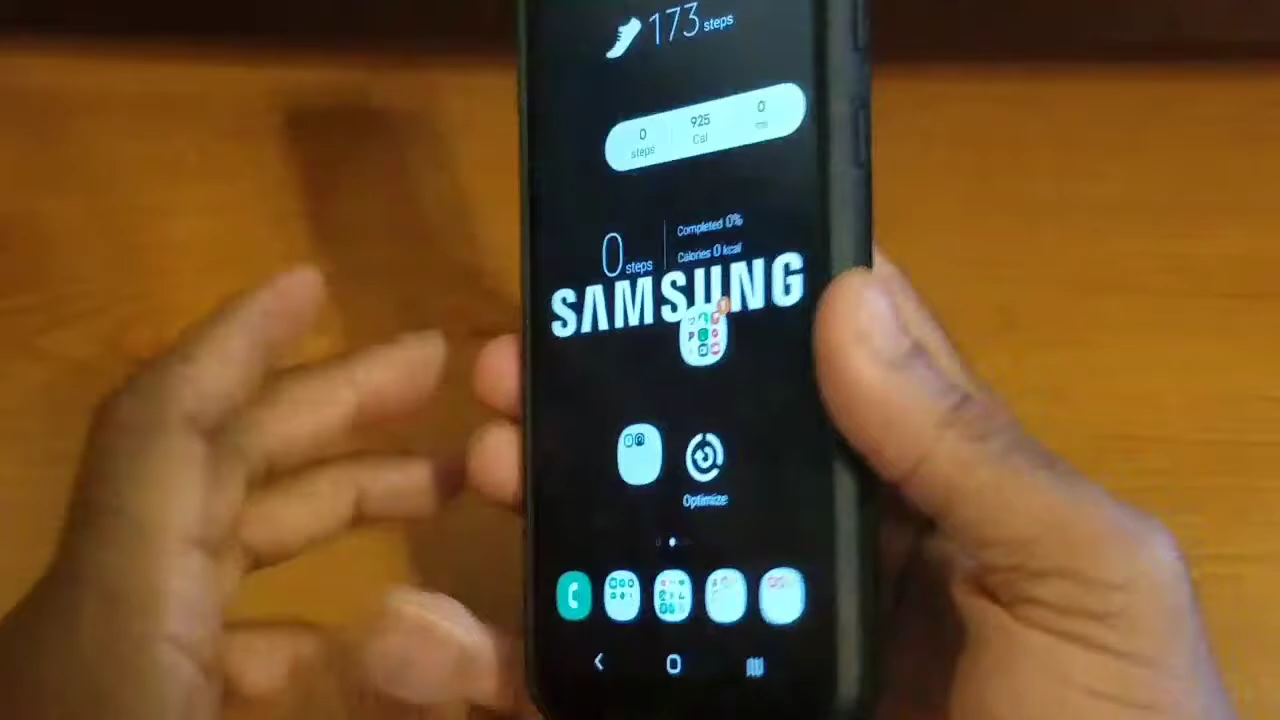 173 steps
0 925 0
steps Cal
Completed 0%
0 steps Calories 0 kcal
SAMSUNG
Optimize